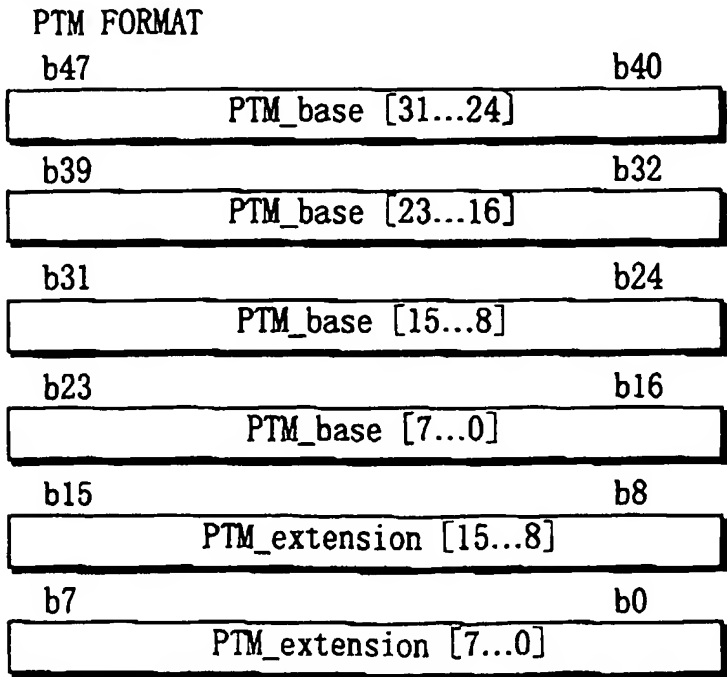 PTM FORMAT
b47 b40
PTM_base [31...24]
b39 b32
PTM_base [23...16]
b31 b24
PTM_base [15...8]
b23 b16
PTM_base [7...0]
b15 b8
PTM_extension [15...8]
b7 b0
PTM_extension [7...0]